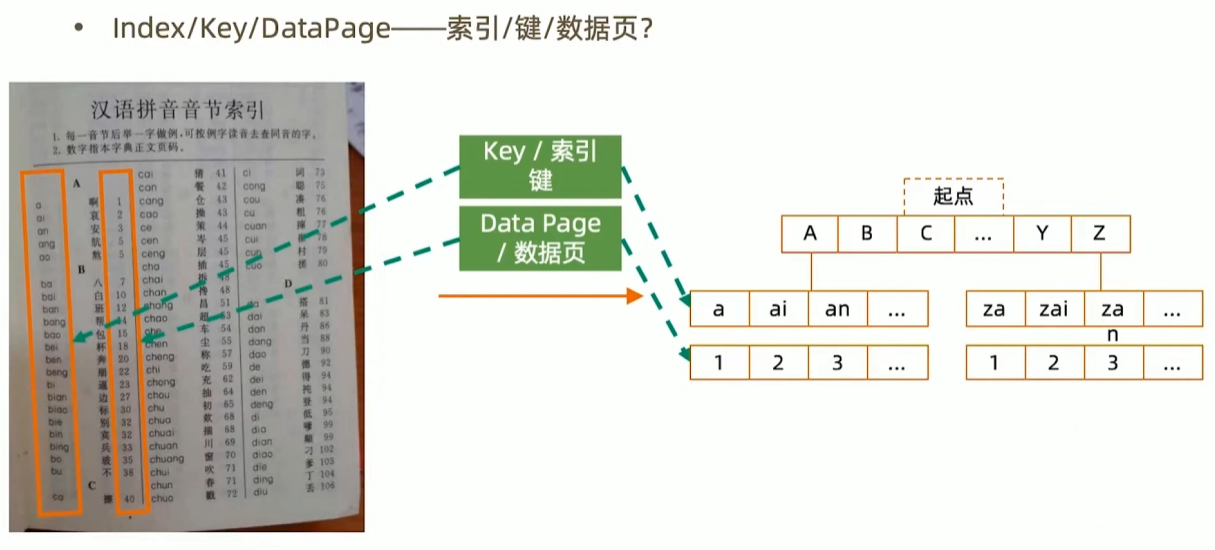 • Index/Key/DataPage——索引/键/数据页?
汉语拼音音节索引
1. 每一音节后举一字做例,可按例字读音去查同音的字。
2. 数字指本字典正文页码。
A
a 啊 1
ai 哀 2
an 安 3
ang 肮 5
ao 熬 5
B
ba 八 7
bai 白 10
ban 班 12
bang 帮 14
bao 包 15
bei 杯 18
ben 奔 20
beng 22
bi 逼 23
bian 边 27
biao 标 30
bie 别 32
bin 宾 32
bing 兵 33
bo 玻 35
bu 不 38
C
ca 擦 40
cai 猜 41
can 餐 42
cang 仓 43
cao 操 43
ce 策 44
cen 岑 45
ceng 层 45
cha 插 45
chai 拆 48
chan 搀 48
chang 昌 51
chao 超 53
che 车 54
chen 尘 55
cheng 称 57
chi 吃 59
chong 充 62
chou 抽 64
chu 初 65
chua 欻 68
chuai 揣 68
chuan 川 69
chuang 窗 70
chui 吹 71
chun 春 71
chuo 戳 72
ci 词 73
cong 聪 75
cou 凑 76
cu 粗 76
cuan 77
cui 78
cun 村 79
cuo 搓 80
D
da 搭 81
dai 呆 83
dan 丹 86
dang 当 88
dao 刀 90
de 德 92
dei 得 94
den 94
deng 登 94
di 低 95
dia 嗲 99
dian 颠 99
diao 刁 102
die 爹 103
ding 丁 104
diu 丢 106
Key / 索引
键
Data Page
/ 数据页
起点
A B C ... Y Z
a ai an ...
1 2 3 ...
za zai za
n ...
1 2 3 ...